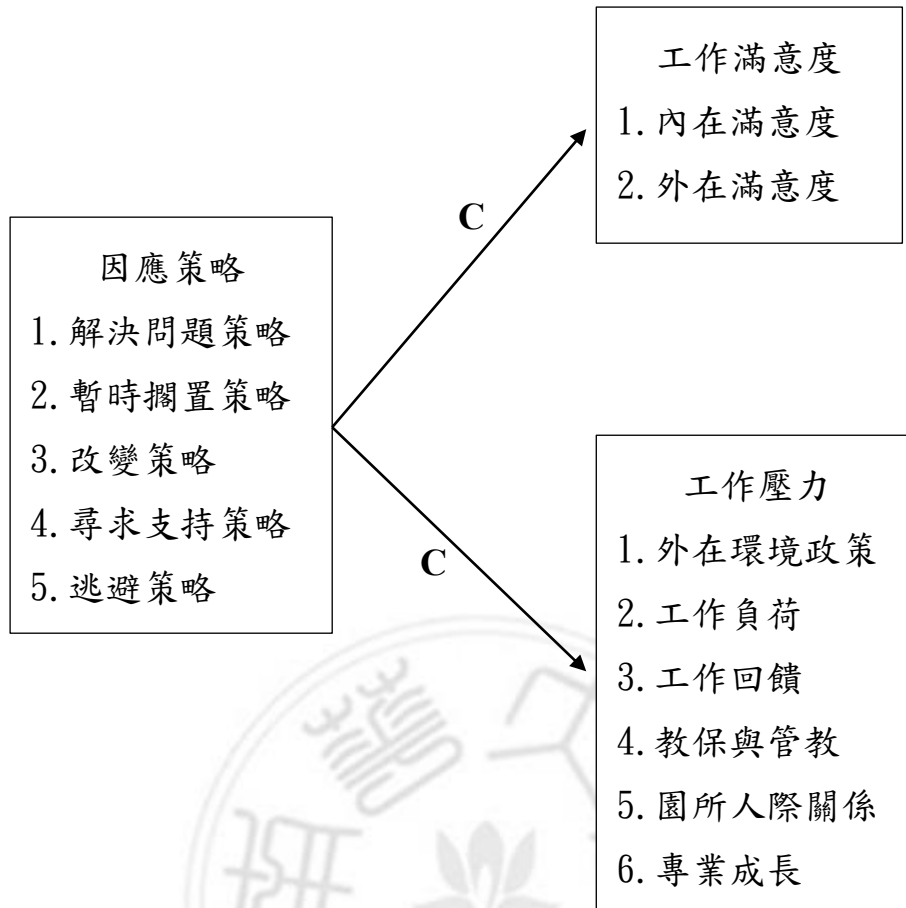 因應策略
1.解決問題策略
2.暫時擱置策略
3.改變策略
4.尋求支持策略
5.逃避策略
C
C
工作滿意度
1.內在滿意度
2.外在滿意度
工作壓力
1.外在環境政策
2.工作負荷
3.工作回饋
4.教保與管教
5.園所人際關係
6.專業成長